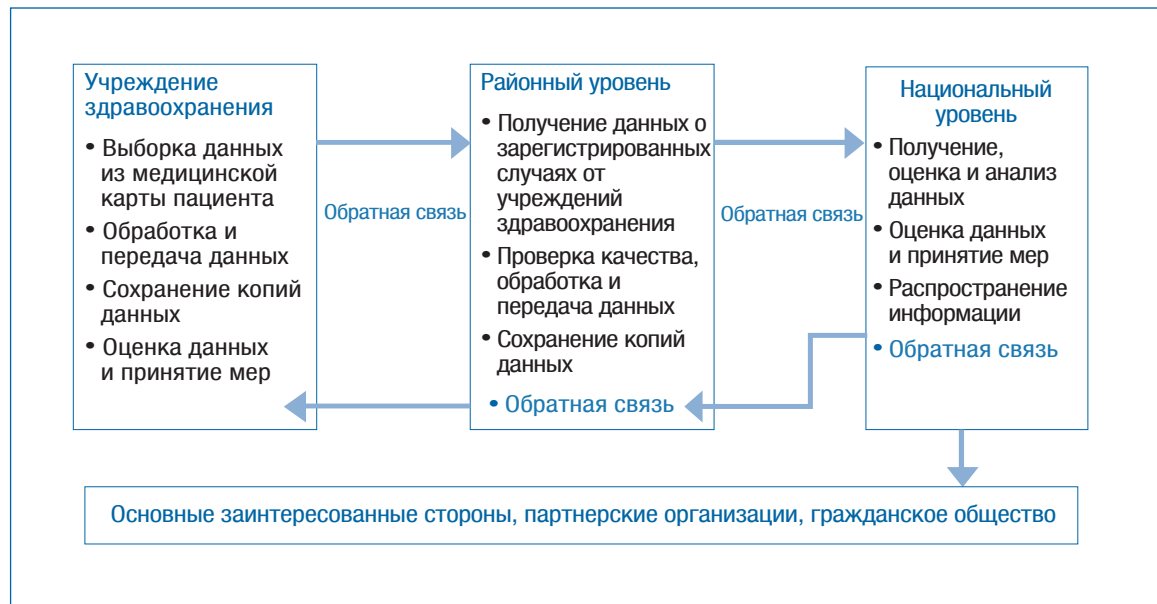 Учреждение
здравоохранения
• Выборка данных
из медицинской
карты пациента
• Обработка и
передача данных
• Сохранение копий
данных
• Оценка данных
и принятие мер
Обратная связь
Районный уровень
• Получение данных о
зарегистрированных
случаях от
учреждений
здравоохранения
• Проверка качества,
обработка и
передача данных
• Сохранение копий
данных
• Обратная связь
Обратная связь
Национальный
уровень
• Получение,
оценка и анализ
данных
• Оценка данных
и принятие мер
• Распространение
информации
• Обратная связь
Основные заинтересованные стороны, партнерские организации, гражданское общество